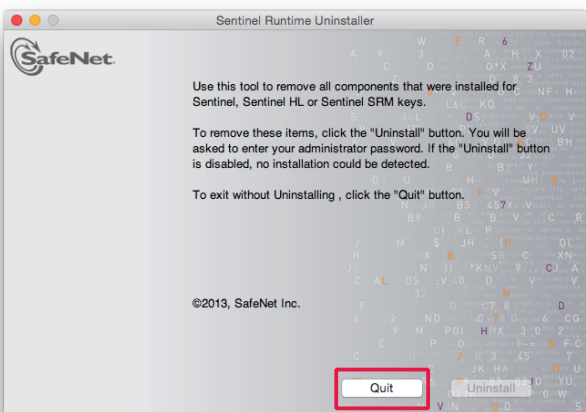 Sentinel Runtime Uninstaller
SafeNet.
Use this tool to remove all components that were installed for
Sentinel, Sentinel HL or Sentinel SRM keys.
To remove these items, click the "Uninstall" button. You will be
asked to enter your administrator password. If the "Uninstall" button
is disabled, no installation could be detected.
To exit without Uninstalling , click the "Quit" button.
©2013, SafeNet Inc.
Quit
Uninstall